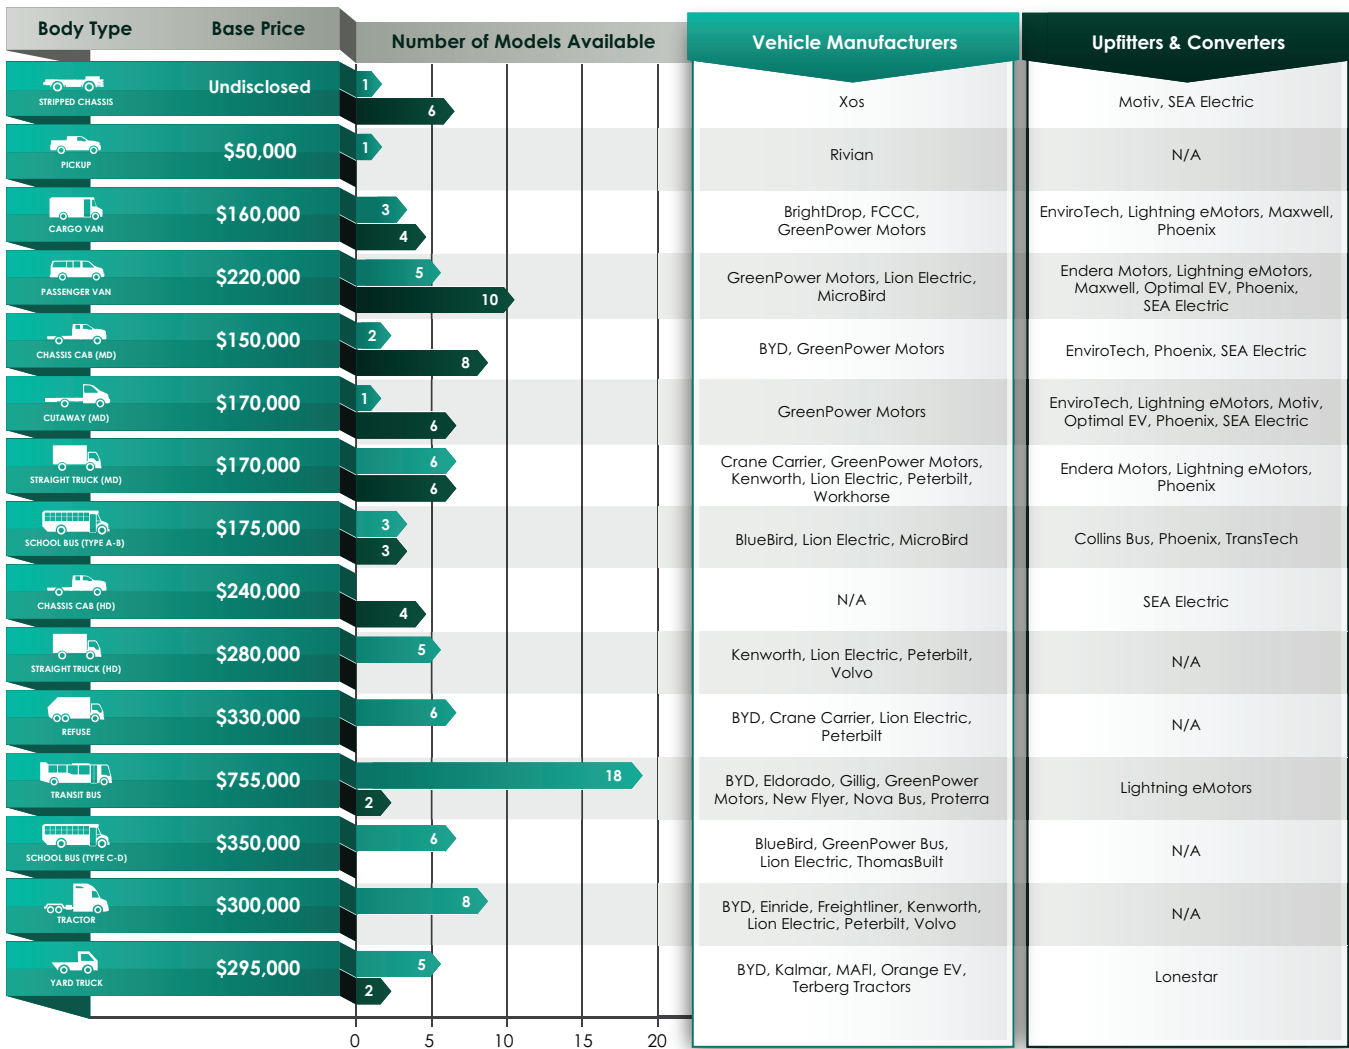 Body Type
Base Price
Number of Models Available
Vehicle Manufacturers
Upfitters & Converters
STRIPPED CHASSIS
Undisclosed
1
6
Xos
Motiv, SEA Electric
PICKUP
$50,000
1
Rivian
N/A
CARGO VAN
$160,000
3
4
BrightDrop, FCCC,
GreenPower Motors
EnviroTech, Lightning eMotors, Maxwell,
Phoenix
PASSENGER VAN
$220,000
5
10
GreenPower Motors, Lion Electric,
MicroBird
Endera Motors, Lightning eMotors,
Maxwell, Optimal EV, Phoenix,
SEA Electric
CHASSIS CAB (MD)
$150,000
2
8
BYD, GreenPower Motors
EnviroTech, Phoenix, SEA Electric
CUTAWAY (MD)
$170,000
1
6
GreenPower Motors
EnviroTech, Lightning eMotors, Motiv,
Optimal EV, Phoenix, SEA Electric
STRAIGHT TRUCK (MD)
$170,000
6
6
Crane Carrier, GreenPower Motors,
Kenworth, Lion Electric, Peterbilt,
Workhorse
Endera Motors, Lightning eMotors,
Phoenix
SCHOOL BUS (TYPE A-B)
$175,000
3
3
BlueBird, Lion Electric, MicroBird
Collins Bus, Phoenix, TransTech
CHASSIS CAB (HD)
$240,000
4
N/A
SEA Electric
STRAIGHT TRUCK (HD)
$280,000
5
Kenworth, Lion Electric, Peterbilt,
Volvo
N/A
REFUSE
$330,000
6
BYD, Crane Carrier, Lion Electric,
Peterbilt
N/A
TRANSIT BUS
$755,000
18
2
BYD, Eldorado, Gillig, GreenPower
Motors, New Flyer, Nova Bus, Proterra
Lightning eMotors
SCHOOL BUS (TYPE C-D)
$350,000
6
BlueBird, GreenPower Bus,
Lion Electric, ThomasBuilt
N/A
TRACTOR
$300,000
8
BYD, Einride, Freightliner, Kenworth,
Lion Electric, Peterbilt, Volvo
N/A
YARD TRUCK
$295,000
5
2
BYD, Kalmar, MAFI, Orange EV,
Terberg Tractors
Lonestar
0
5
10
15
20